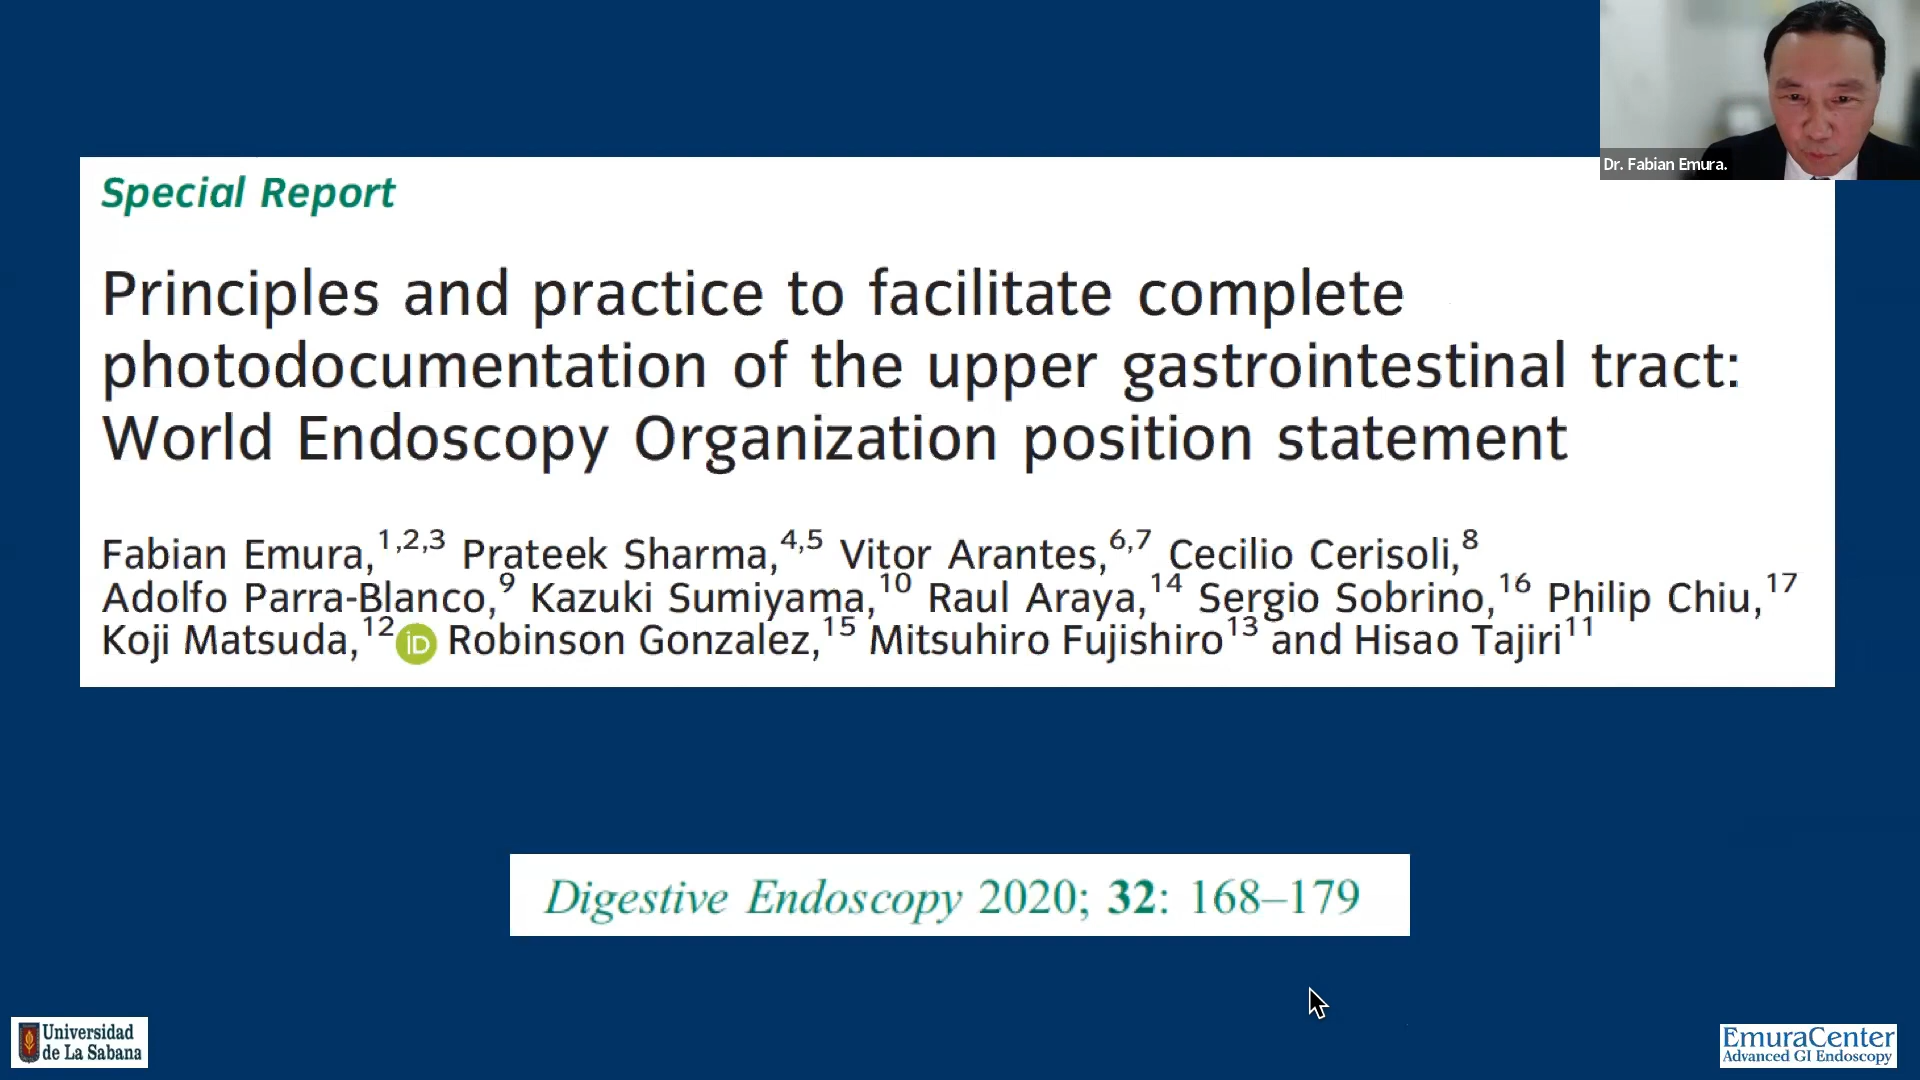 Dr. Fabian Emura.
Special Report
Principles and practice to facilitate complete
photodocumentation of the upper gastrointestinal tract:
World Endoscopy Organization position statement
Fabian Emura,1,2,3 Prateek Sharma,4,5 Vitor Arantes,6,7 Cecilio Cerisoli,8
Adolfo Parra-Blanco,9 Kazuki Sumiyama,10 Raul Araya,14 Sergio Sobrino,16 Philip Chiu,17
Koji Matsuda,12 iD Robinson Gonzalez,15 Mitsuhiro Fujishiro13 and Hisao Tajiri11
Digestive Endoscopy 2020; 32: 168–179
Universidad
de La Sabana
EmuraCenter
Advanced GI Endoscopy